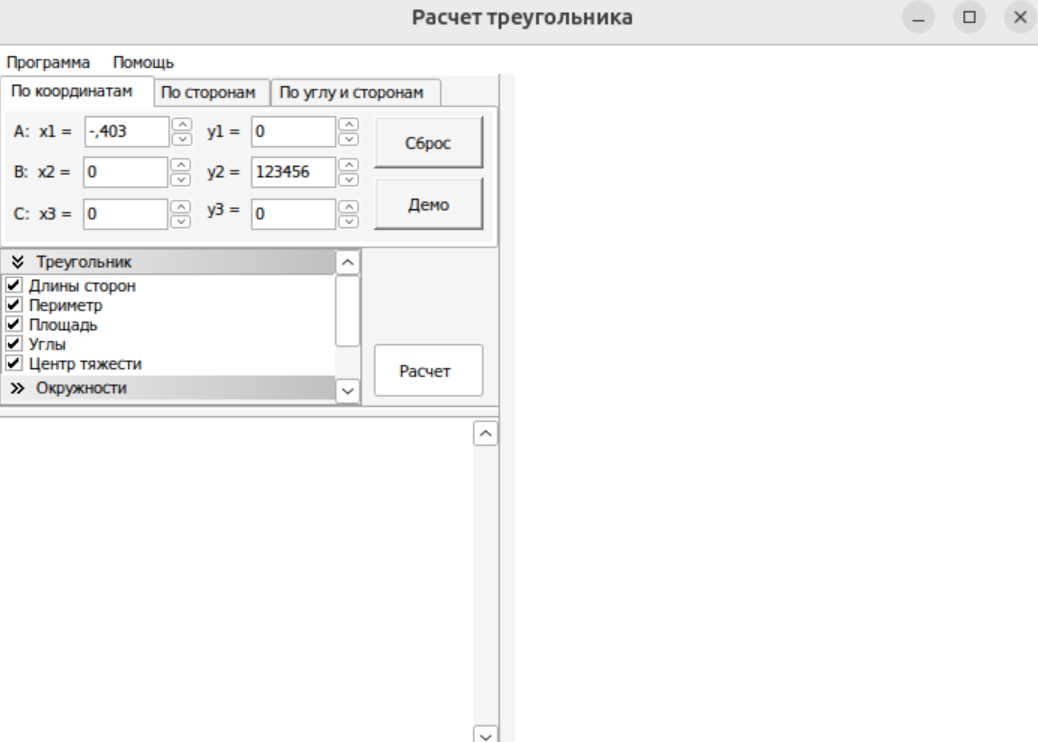 Расчет треугольника
Программа Помощь
По координатам По сторонам По углу и сторонам
A: x1 = -,403 y1 = 0
B: x2 = 0 y2 = 123456
C: x3 = 0 y3 = 0
Сброс
Демо
Треугольник
Длины сторон
Периметр
Площадь
Углы
Центр тяжести
Окружности
Расчет